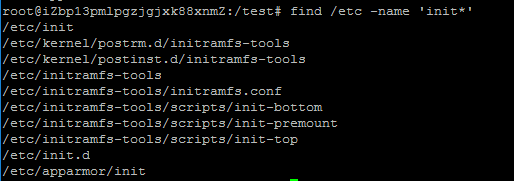 root@iZbp13pmlpgzjgjxk88xnmZ:/test# find /etc -name 'init*'
/etc/init
/etc/kernel/postrm.d/initramfs-tools
/etc/kernel/postinst.d/initramfs-tools
/etc/initramfs-tools
/etc/initramfs-tools/initramfs.conf
/etc/initramfs-tools/scripts/init-bottom
/etc/initramfs-tools/scripts/init-premount
/etc/initramfs-tools/scripts/init-top
/etc/init.d
/etc/apparmor/init